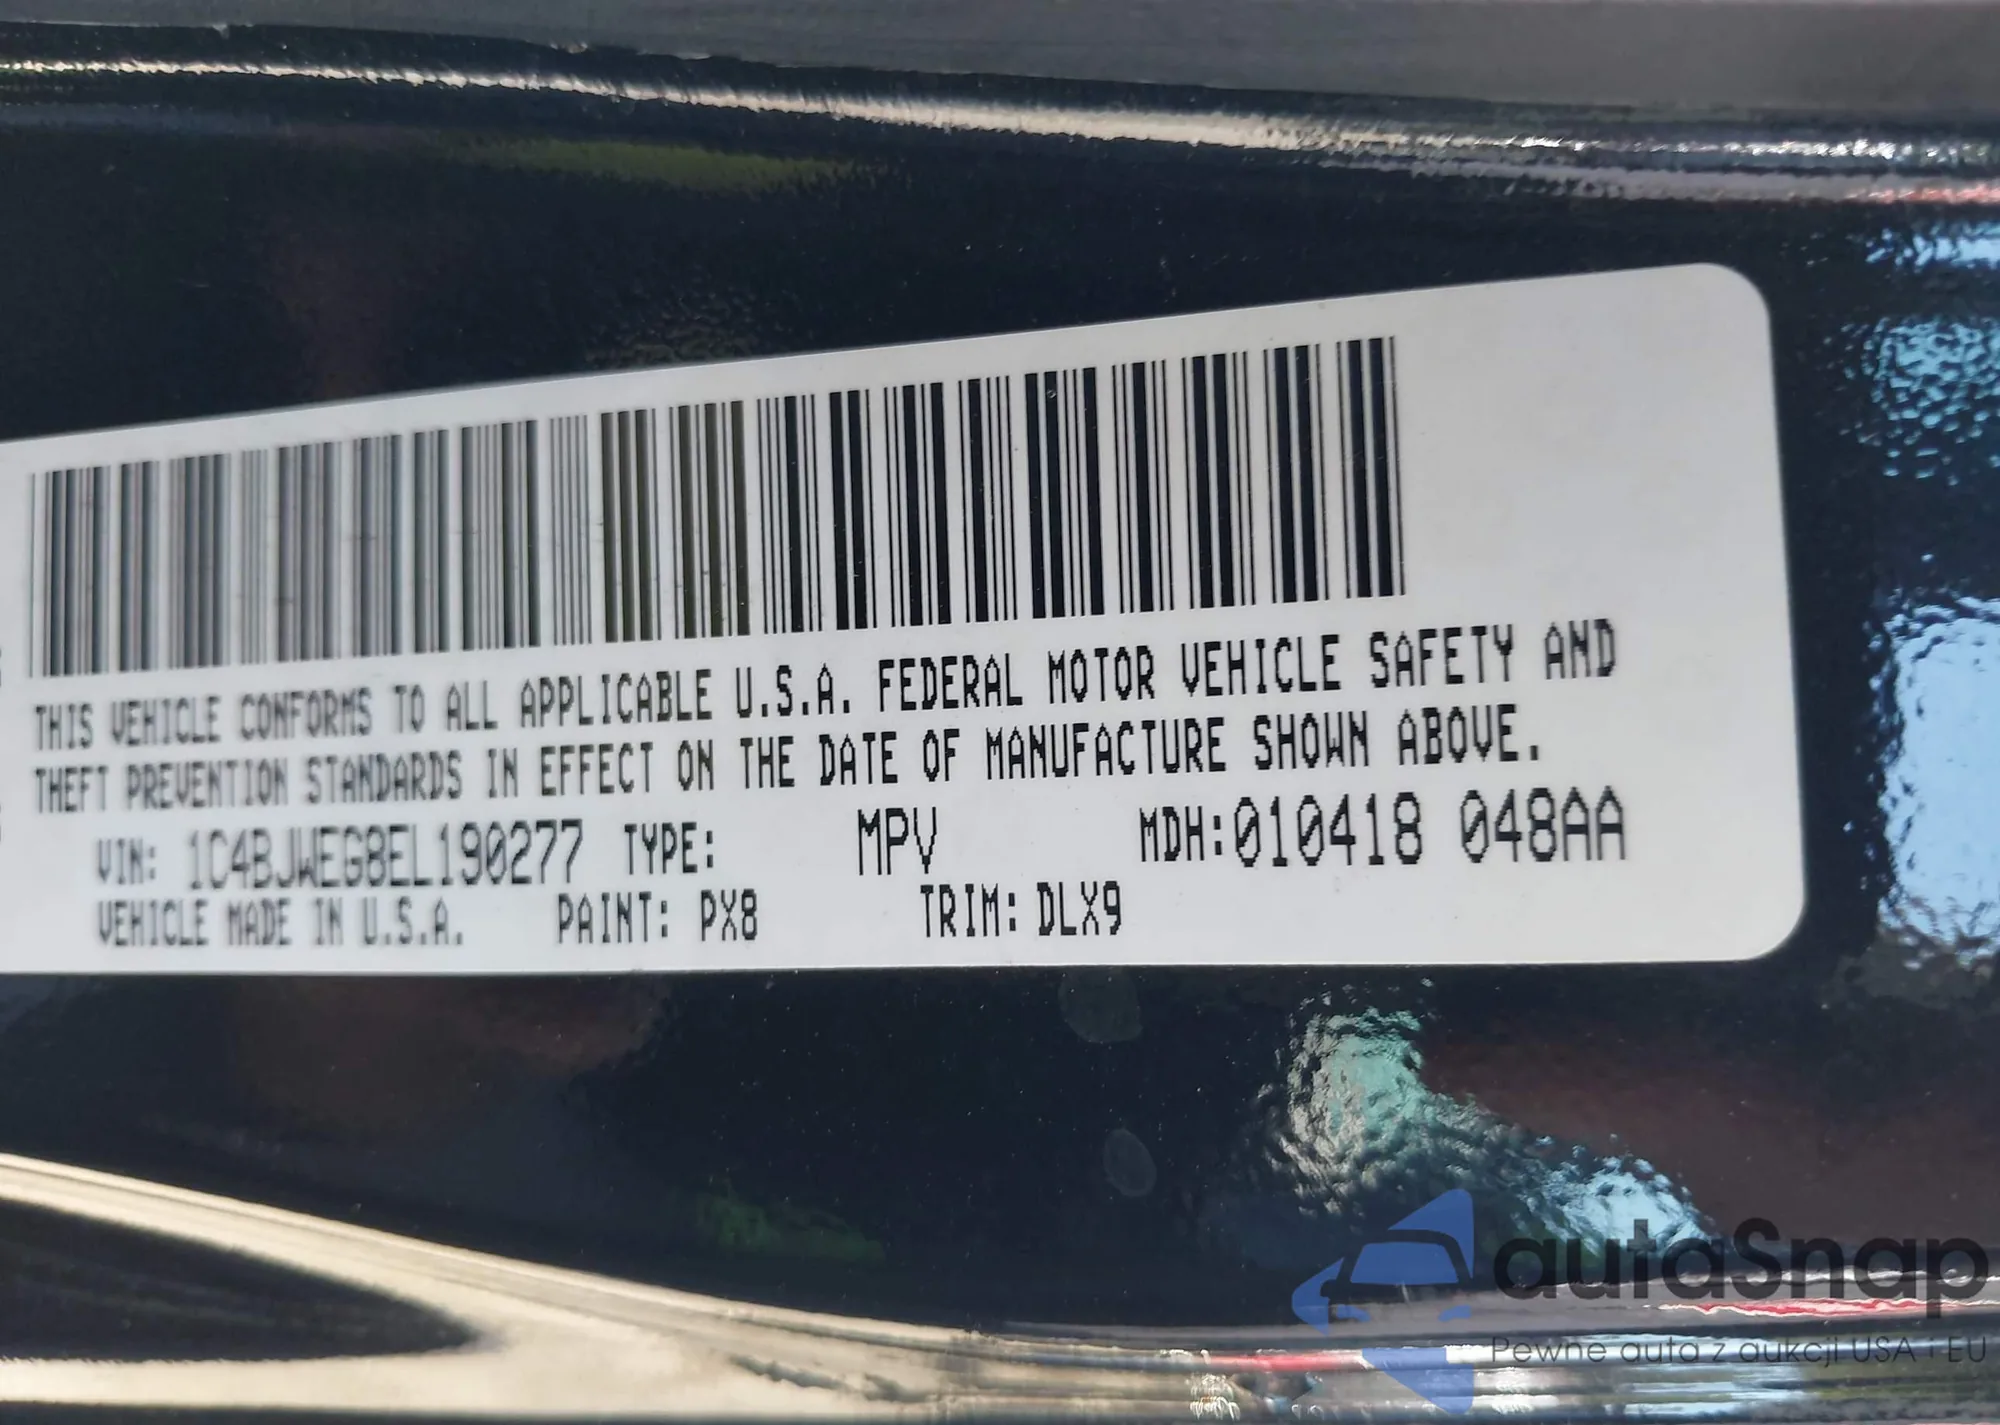 THIS VEHICLE CONFORMS TO ALL APPLICABLE U.S.A. FEDERAL MOTOR VEHICLE SAFETY AND
THEFT PREVENTION STANDARDS IN EFFECT ON THE DATE OF MANUFACTURE SHOWN ABOVE.
VIN: 1C4BJWEG8EL190277 TYPE: MPV MDH:010418 048AA
VEHICLE MADE IN U.S.A. PAINT: PX8 TRIM: DLX9
autaSnap
Pewne auta z aukcji USA i EU